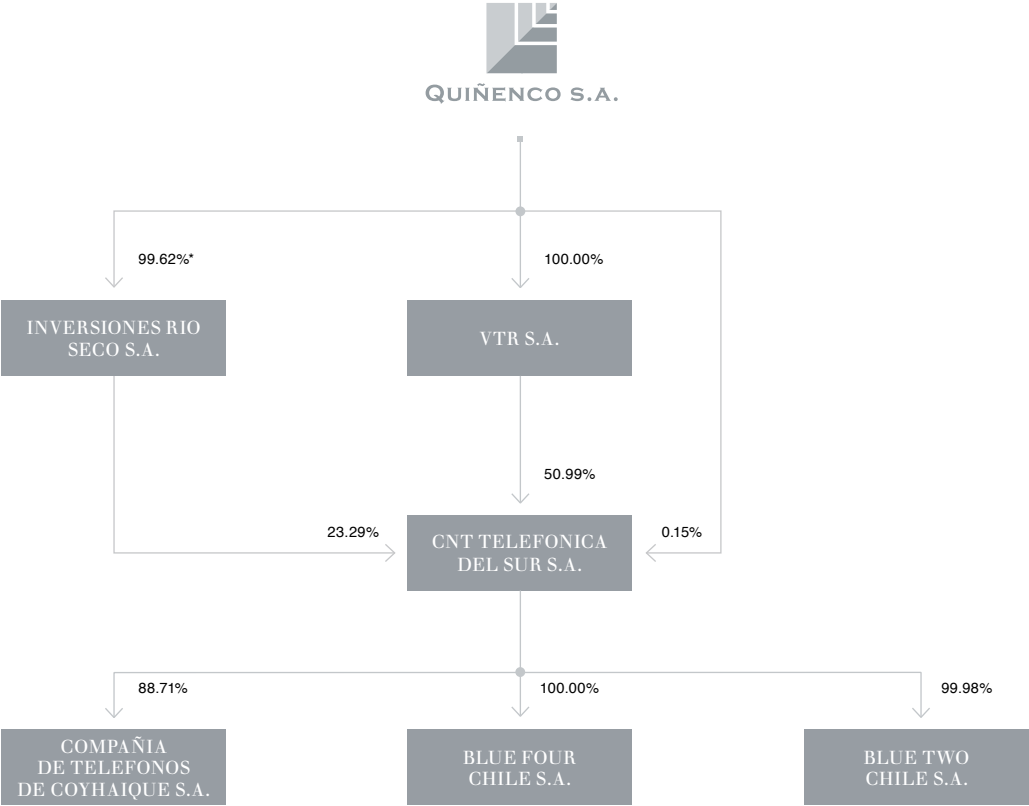 QUIÑENCO S.A.
99.62%*
100.00%
INVERSIONES RIO
SECO S.A.
VTR S.A.
50.99%
23.29%
0.15%
CNT TELEFONICA
DEL SUR S.A.
88.71%
100.00%
99.98%
COMPAÑIA
DE TELEFONOS
DE COYHAIQUE S.A.
BLUE FOUR
CHILE S.A.
BLUE TWO
CHILE S.A.